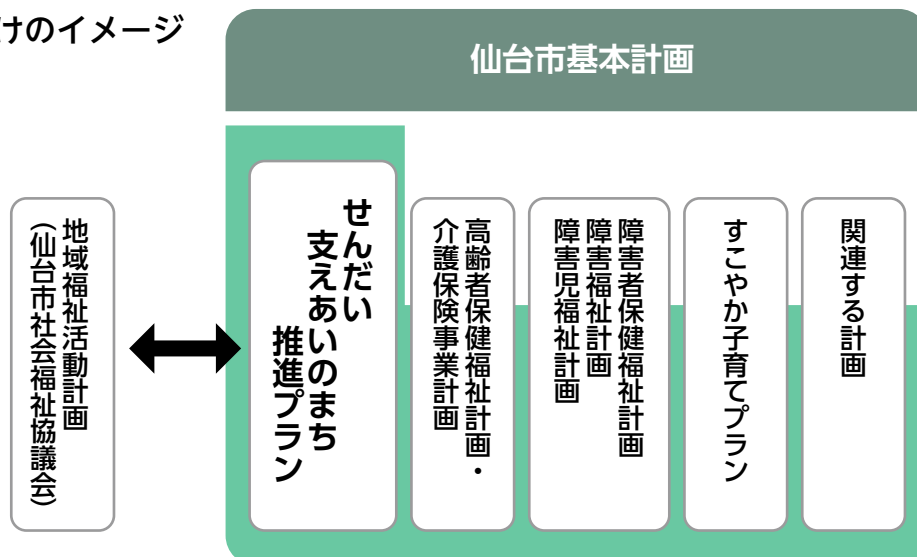 けのイメージ
仙台市基本計画
地域福祉活動計画
（仙台市社会福祉協議会）
せんだい
支えあいのまち
推進プラン
高齢者保健福祉計画・
介護保険事業計画
障害者保健福祉計画
障害福祉計画
障害児福祉計画
すこやか子育てプラン
関連する計画